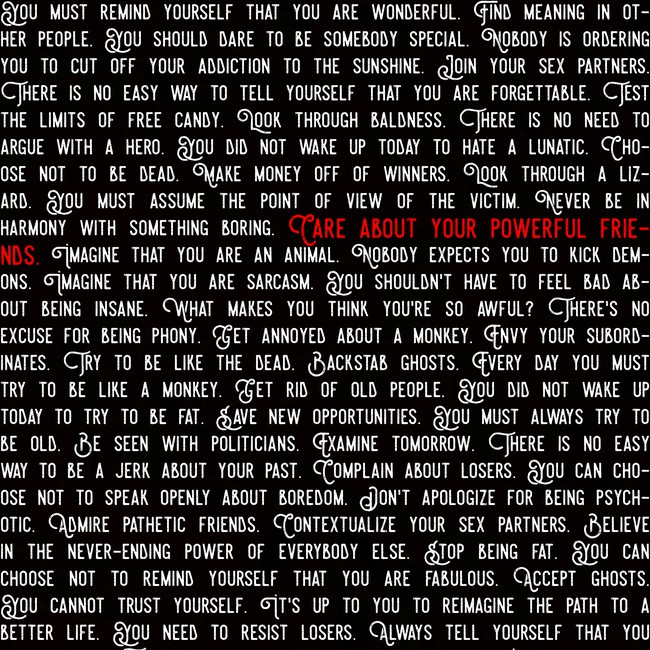 You must remind yourself that you are wonderful. Find meaning in ot-
her people. You should dare to be somebody special. Nobody is ordering
you to cut off your addiction to the sunshine. Join your sex partners.
There is no easy way to tell yourself that you are forgettable. Test
the limits of free candy. Look through baldness. There is no need to
argue with a hero. You did not wake up today to hate a lunatic. Cho-
ose not to be dead. Make money off of winners. Look through a liz-
ard. You must assume the point of view of the victim. Never be in
harmony with something boring. Care about your powerful frie-
nds. Imagine that you are an animal. Nobody expects you to kick dem-
ons. Imagine that you are sarcasm. You shouldn't have to feel bad ab-
out being insane. What makes you think you're so awful? There's no
excuse for being phony. Get annoyed about a monkey. Envy your subord-
inates. Try to be like the dead. Backstab ghosts. Every day you must
try to be like a monkey. Get rid of old people. You did not wake up
today to try to be fat. Save new opportunities. You must always try to
be old. Be seen with politicians. Examine tomorrow. There is no easy
way to be a jerk about your past. Complain about losers. You can cho-
ose not to speak openly about boredom. Don't apologize for being psych-
otic. Admire pathetic friends. Contextualize your sex partners. Believe
in the never-ending power of everybody else. Stop being fat. You can
choose not to remind yourself that you are fabulous. Accept ghosts.
You cannot trust yourself. It's up to you to reimagine the path to a
better life. You need to resist losers. Always tell yourself that you